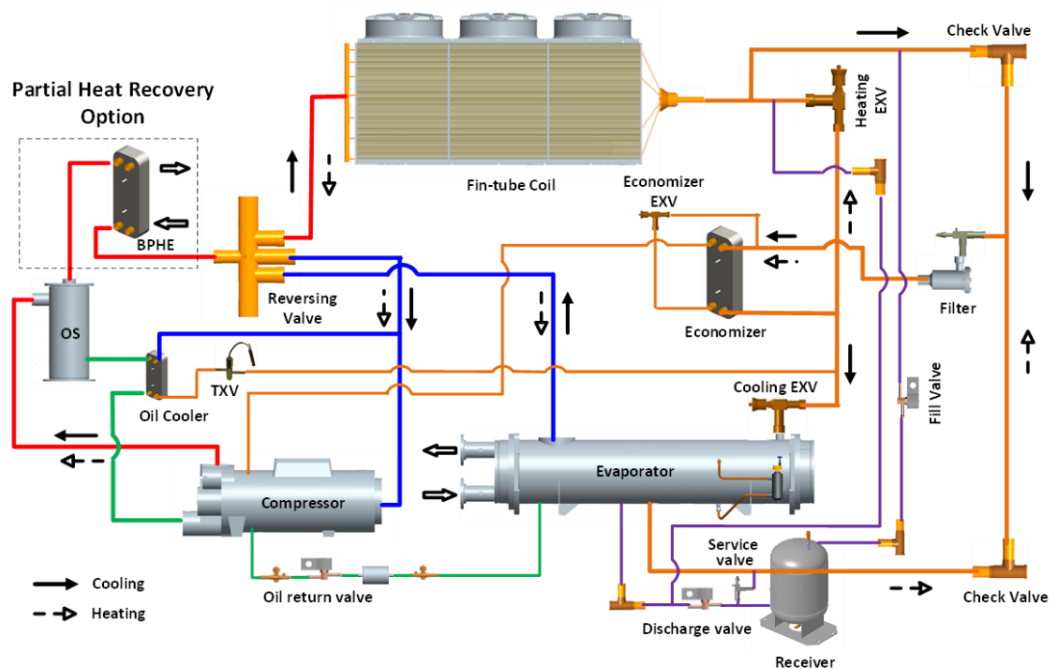 Check Valve
Partial Heat Recovery
Option
Heating
EXV
Fin-tube Coil
Economizer
EXV
BPHE
Reversing
Valve
Economizer
Filter
OS
TXV
Oil Cooler
Cooling EXV
Fill Valve
Evaporator
Compressor
Service
valve
Cooling
Heating
Oil return valve
Discharge valve
Check Valve
Receiver